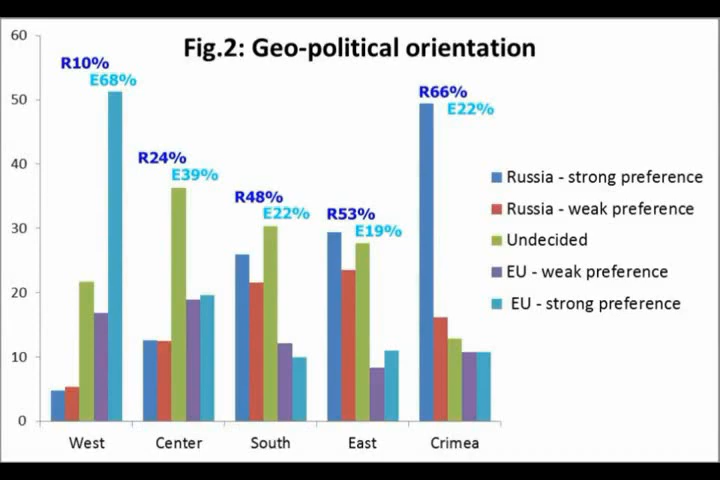 Fig.2: Geo-political orientation
60
50
40
30
20
10
0
R10%
E68%
R24%
E39%
R48%
E22%
R53%
E19%
R66%
E22%
West
Center
South
East
Crimea
Russia - strong preference
Russia - weak preference
Undecided
EU - weak preference
EU - strong preference